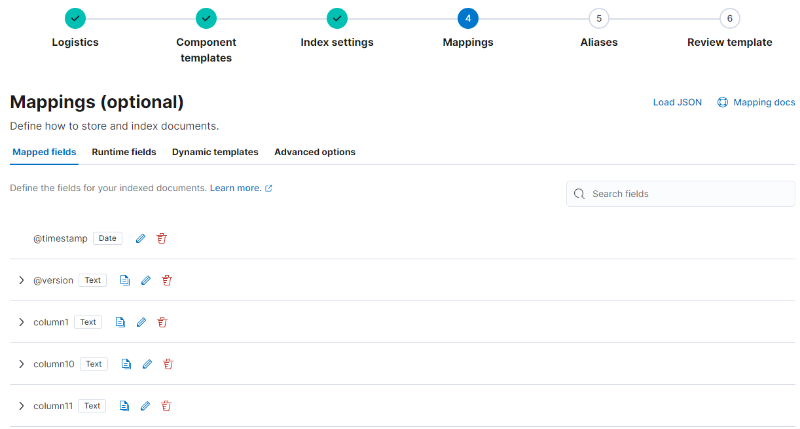 4
5
6
Logistics
Component
templates
Index settings
Mappings
Aliases
Review template
Mappings (optional)
Load JSON
Mapping docs
Define how to store and index documents.
Mapped fields
Runtime fields
Dynamic templates
Advanced options
Define the fields for your indexed documents. Learn more.
Search fields
@timestamp Date
@version Text
column1 Text
column10 Text
column11 Text